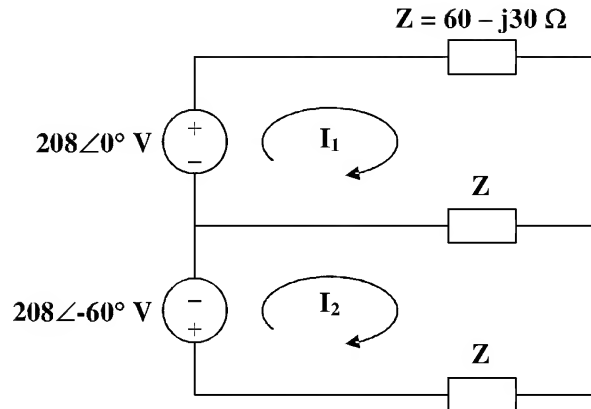 Z = 60 – j30 Ω
208∠0° V
+
–
I₁
Z
208∠-60° V
–
+
I₂
Z